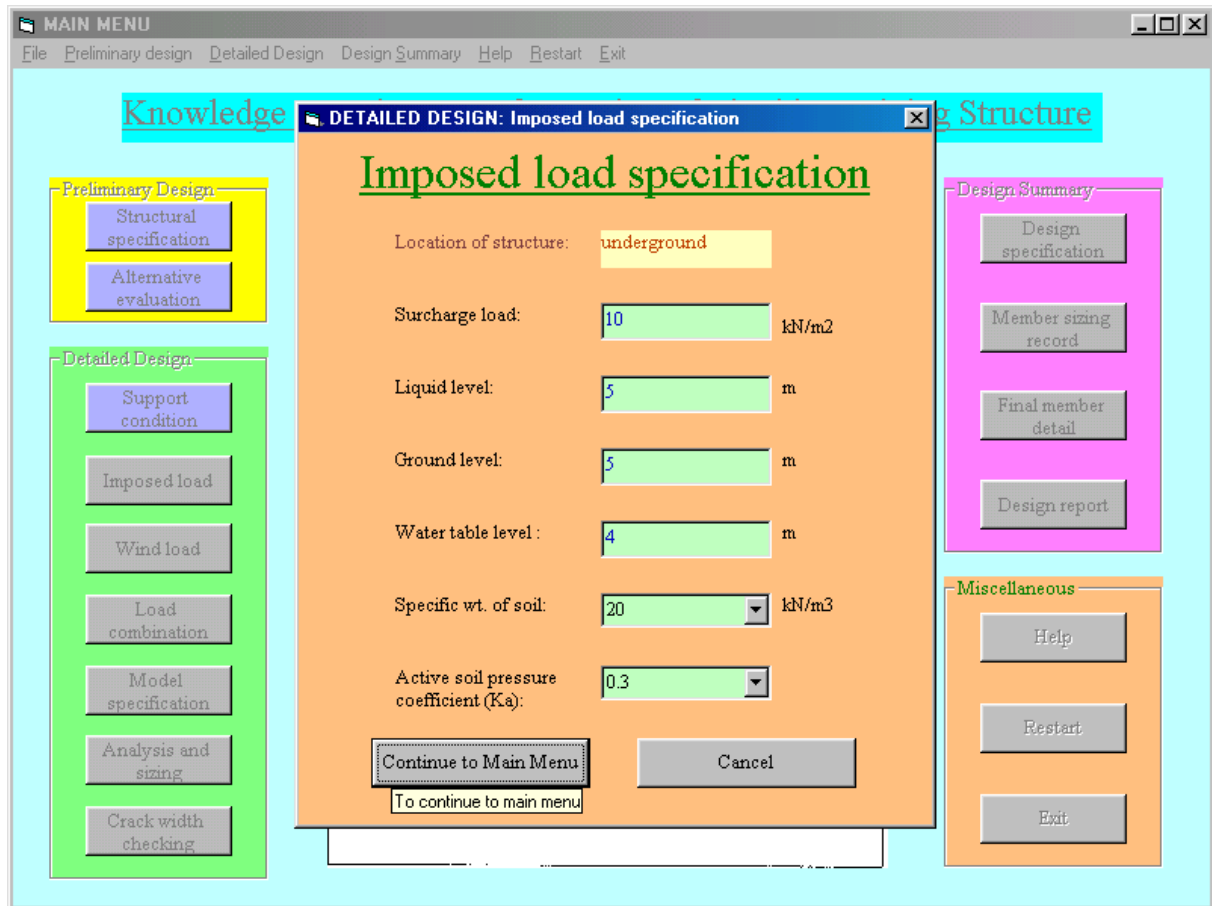 MAIN MENU
File Preliminary design Detailed Design Design Summary Help Restart Exit
Knowledge
g Structure
DETAILED DESIGN: Imposed load specification
Imposed load specification
Location of structure: underground
Surcharge load: 10 kN/m2
Liquid level: 5 m
Ground level: 5 m
Water table level : 4 m
Specific wt. of soil: 20 kN/m3
Active soil pressure
coefficient (Ka): 0.3
Continue to Main Menu Cancel
To continue to main menu
Preliminary Design
Structural
specification
Alternative
evaluation
Detailed Design
Support
condition
Imposed load
Wind load
Load
combination
Model
specification
Analysis and
sizing
Crack width
checking
Design Summary
Design
specification
Member sizing
record
Final member
detail
Design report
Miscellaneous
Help
Restart
Exit